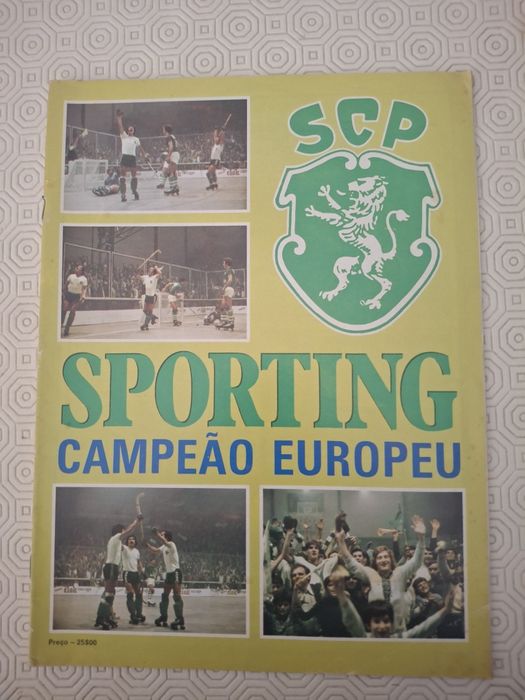 SCP
SPORTING
CAMPEÃO EUROPEU
Preço – 25$00